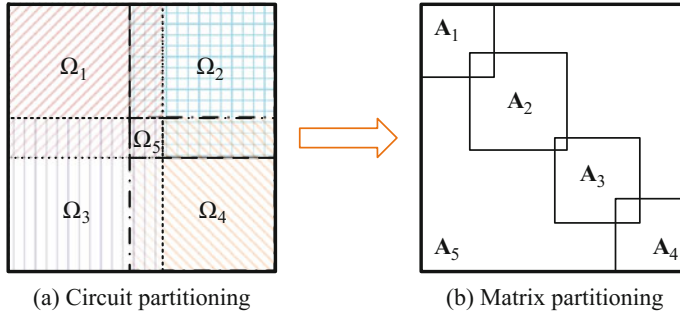 Ω1
Ω2
Ω5
Ω3
Ω4
(a) Circuit partitioning
A1
A2
A3
A5
A4
(b) Matrix partitioning